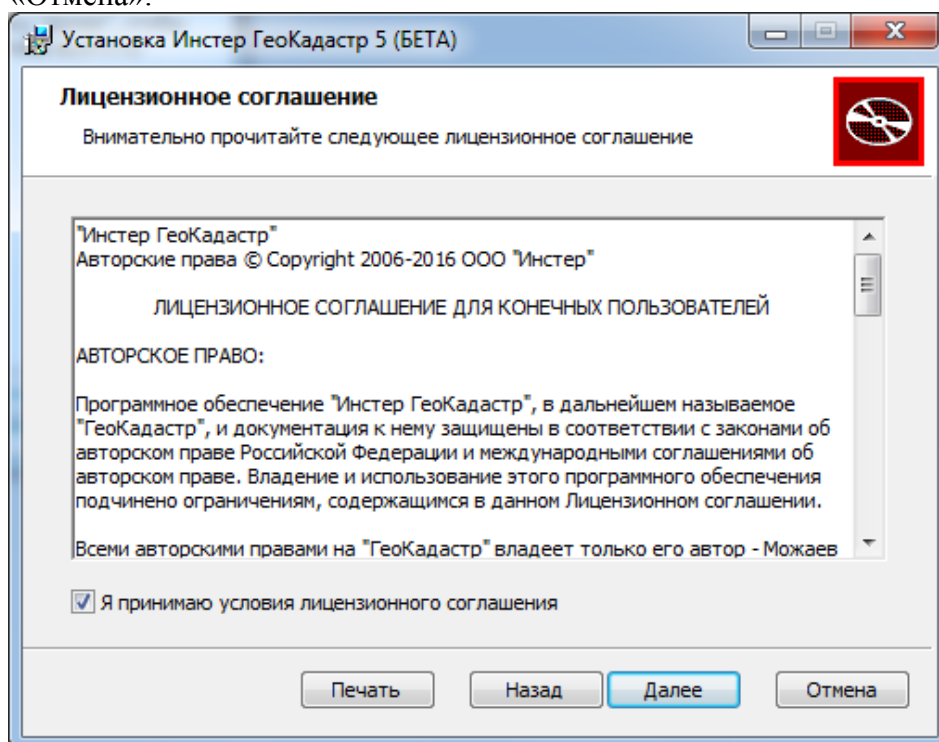 «Отмена».
Установка Инстер ГеоКадастр 5 (БЕТА)
Лицензионное соглашение
Внимательно прочитайте следующее лицензионное соглашение
"Инстер ГеоКадастр"
Авторские права © Copyright 2006-2016 ООО "Инстер"
ЛИЦЕНЗИОННОЕ СОГЛАШЕНИЕ ДЛЯ КОНЕЧНЫХ ПОЛЬЗОВАТЕЛЕЙ
АВТОРСКОЕ ПРАВО:
Программное обеспечение "Инстер ГеоКадастр", в дальнейшем называемое
"ГеоКадастр", и документация к нему защищены в соответствии с законами об
авторском праве Российской Федерации и международными соглашениями об
авторском праве. Владение и использование этого программного обеспечения
подчинено ограничениям, содержащимся в данном Лицензионном соглашении.
Всеми авторскими правами на "ГеоКадастр" владеет только его автор - Можаев
Я принимаю условия лицензионного соглашения
Печать Назад Далее Отмена